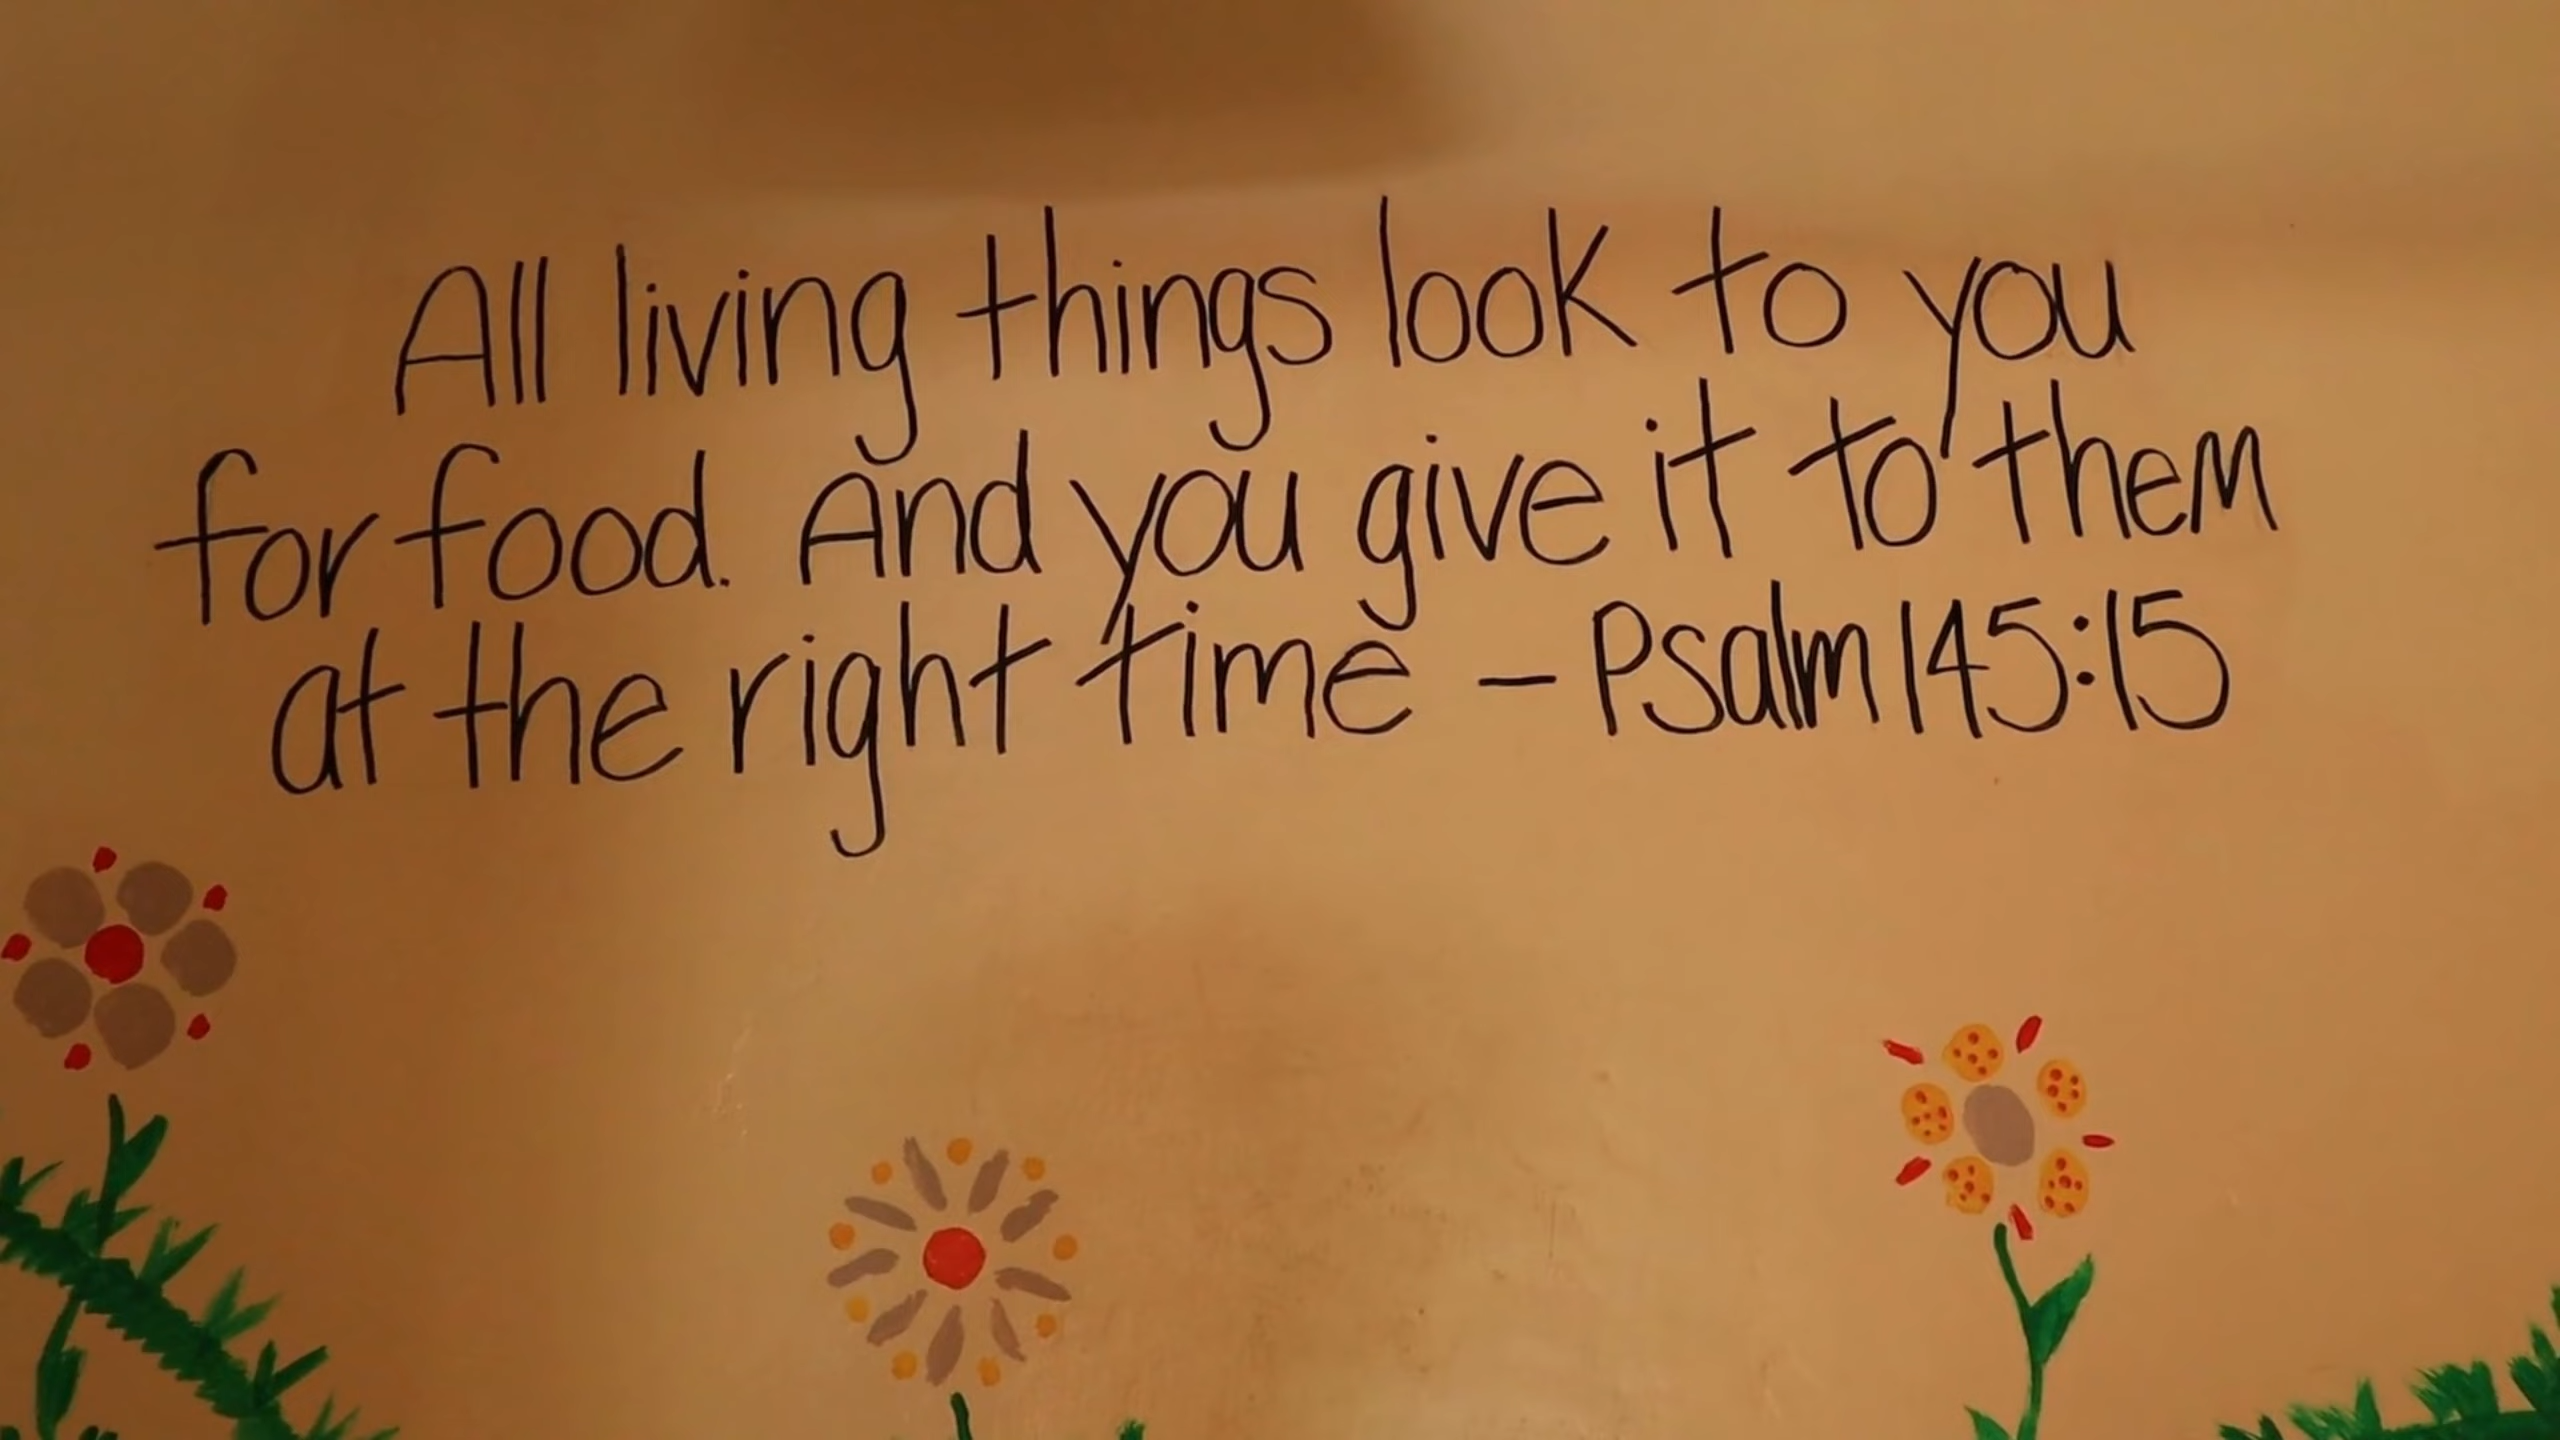 All living things look to you
for food. And you give it to them
at the right time - Psalm 145:15